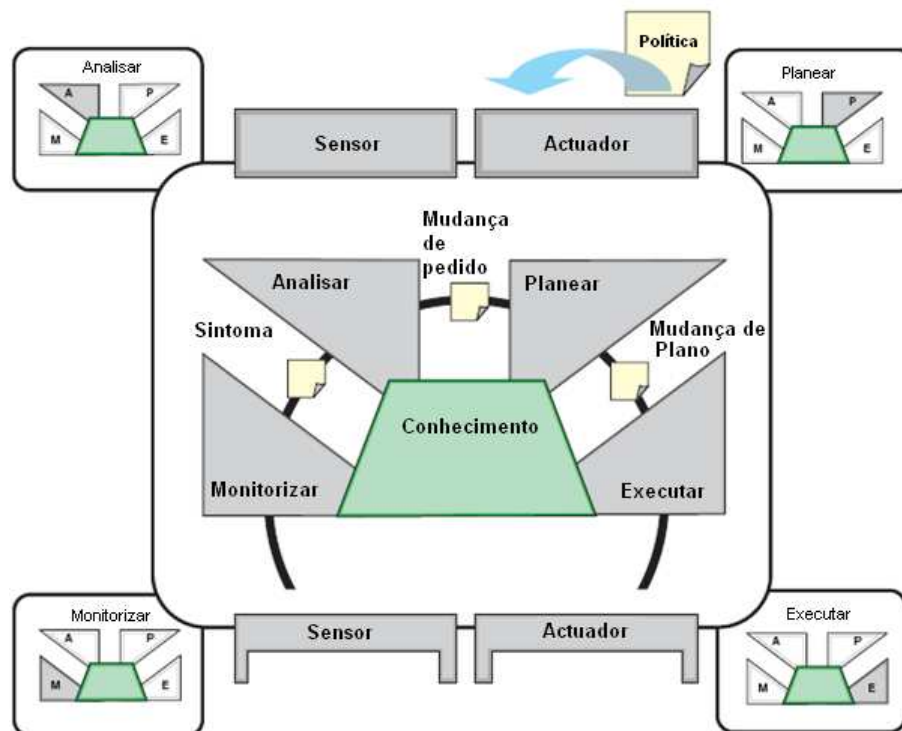 Política
Analisar
A
P
M
E
Planear
A
P
M
E
Sensor
Actuador
Mudança
de
pedido
Analisar
Planear
Sintoma
Mudança de
Plano
Conhecimento
Monitorizar
Executar
Monitorizar
A
P
M
E
Sensor
Actuador
Executar
A
P
M
E